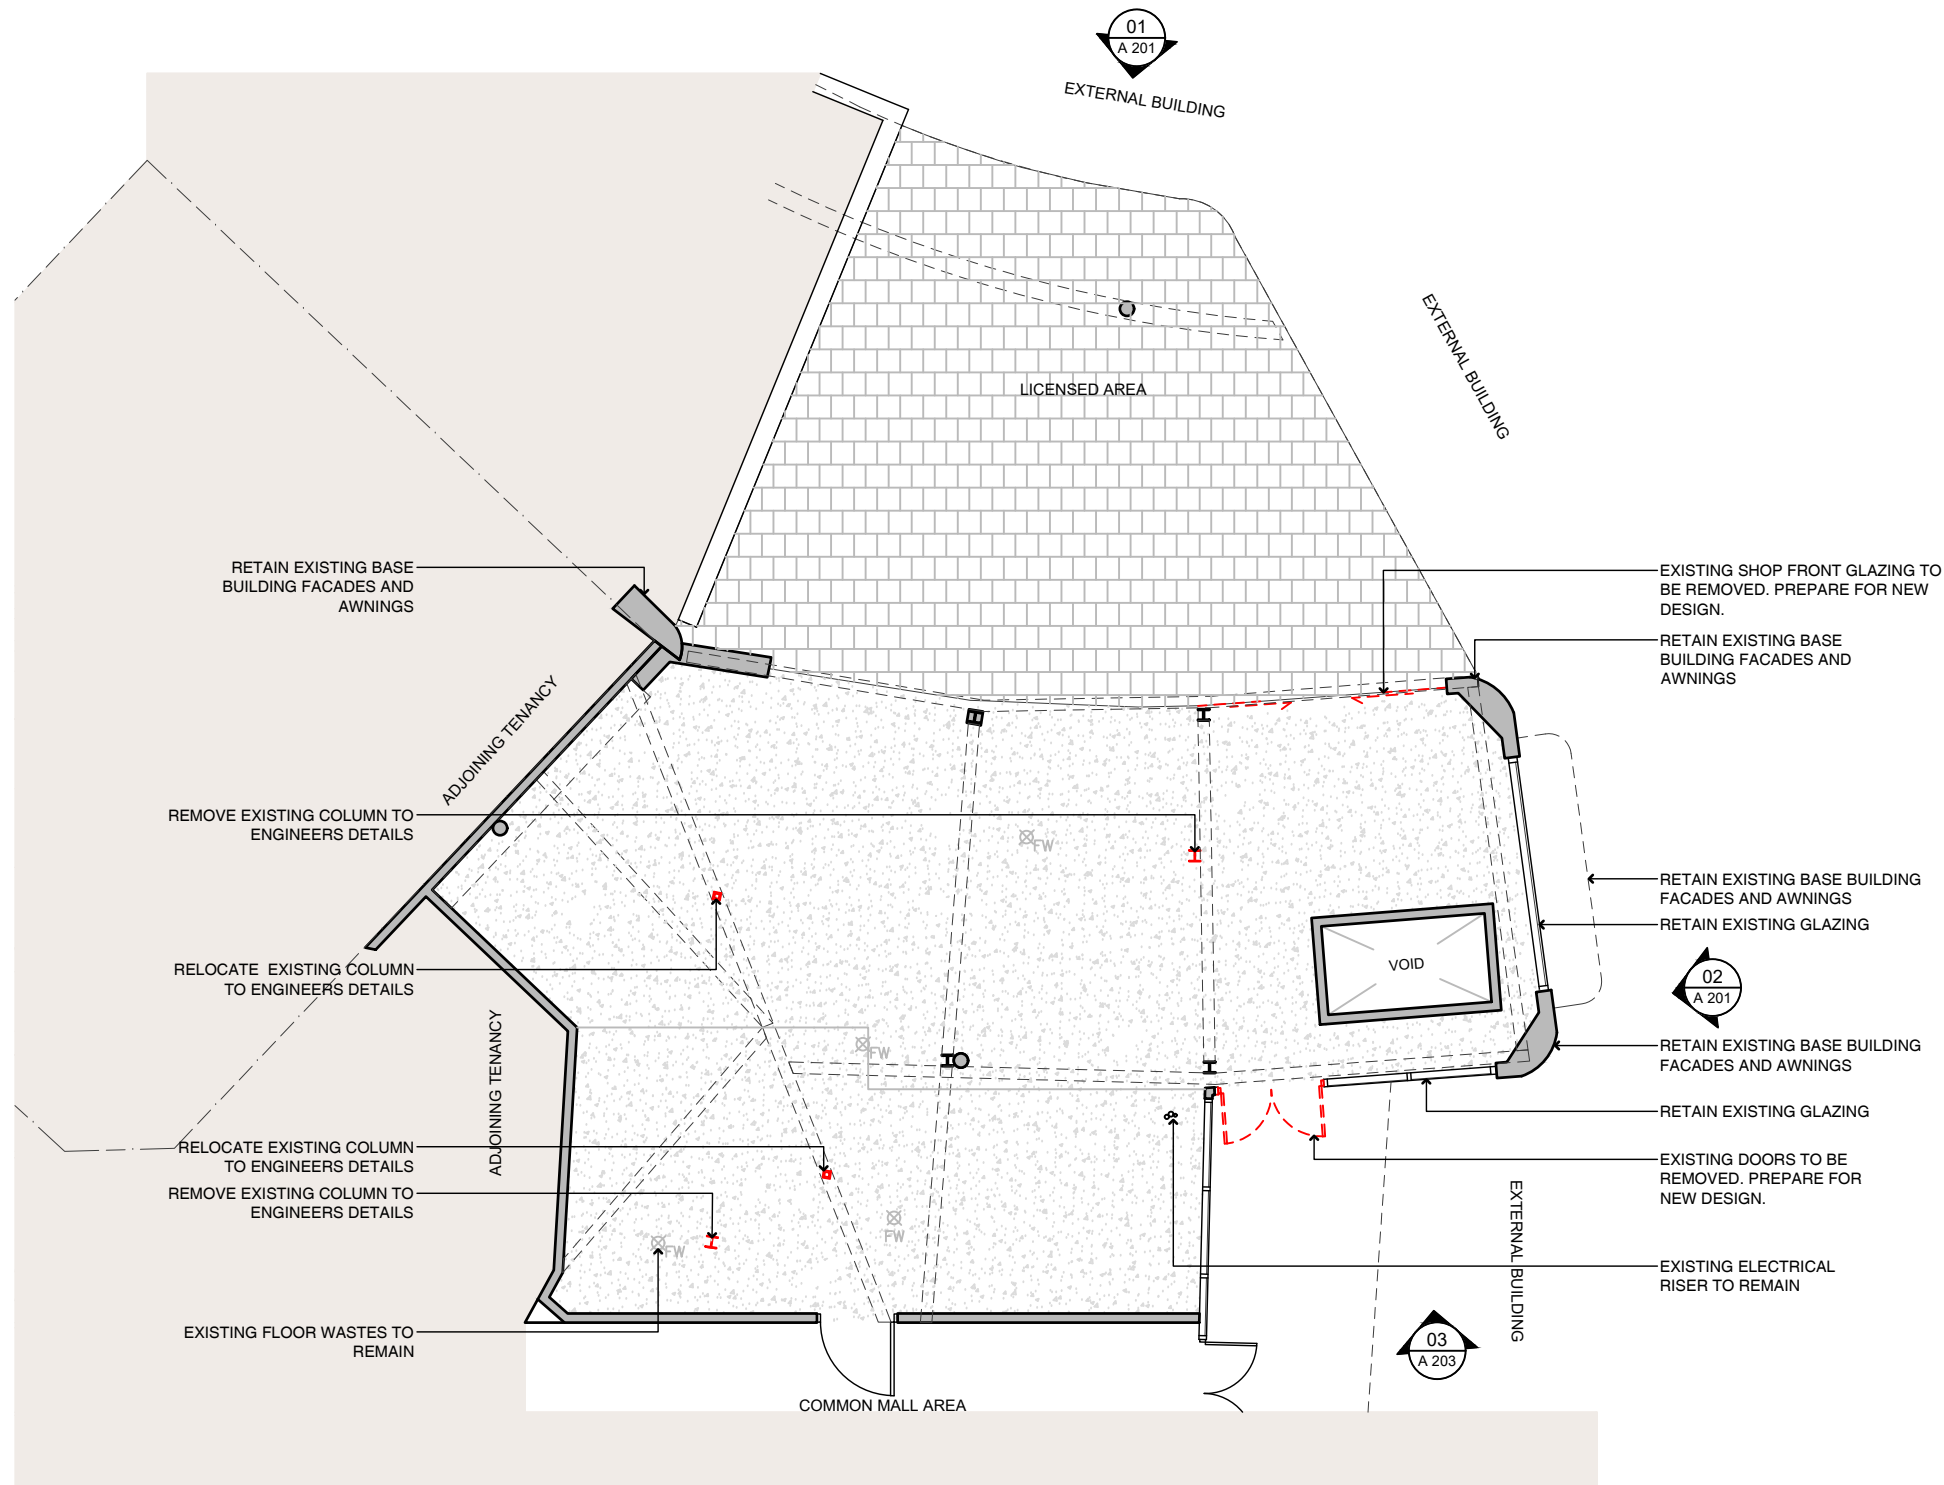 01
A 201
EXTERNAL BUILDING
EXTERNAL BUILDING
LICENSED AREA
RETAIN EXISTING BASE
BUILDING FACADES AND
AWNINGS
EXISTING SHOP FRONT GLAZING TO
BE REMOVED. PREPARE FOR NEW
DESIGN.
RETAIN EXISTING BASE
BUILDING FACADES AND
AWNINGS
ADJOINING TENANCY
REMOVE EXISTING COLUMN TO
ENGINEERS DETAILS
FW
RETAIN EXISTING BASE BUILDING
FACADES AND AWNINGS
RETAIN EXISTING GLAZING
RELOCATE  EXISTING COLUMN
TO ENGINEERS DETAILS
VOID
02
A 201
ADJOINING TENANCY
FW
RETAIN EXISTING BASE BUILDING
FACADES AND AWNINGS
RETAIN EXISTING GLAZING
RELOCATE EXISTING COLUMN
TO ENGINEERS DETAILS
EXISTING DOORS TO BE
REMOVED. PREPARE FOR
NEW DESIGN.
REMOVE EXISTING COLUMN TO
ENGINEERS DETAILS
FW
FW
EXTERNAL BUILDING
EXISTING ELECTRICAL
RISER TO REMAIN
EXISTING FLOOR WASTES TO
REMAIN
03
A 203
COMMON MALL AREA